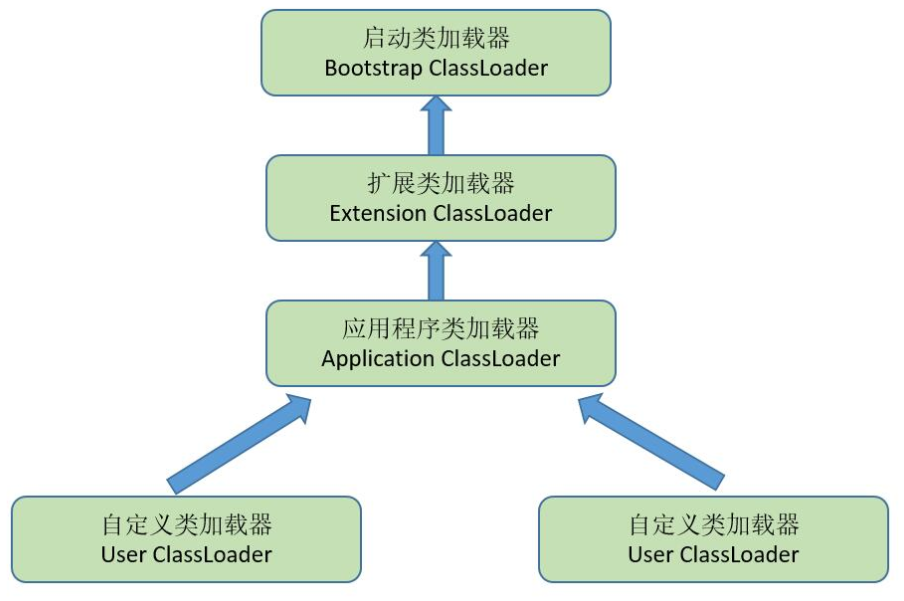 启动类加载器
Bootstrap ClassLoader
扩展类加载器
Extension ClassLoader
应用程序类加载器
Application ClassLoader
自定义类加载器
User ClassLoader
自定义类加载器
User ClassLoader